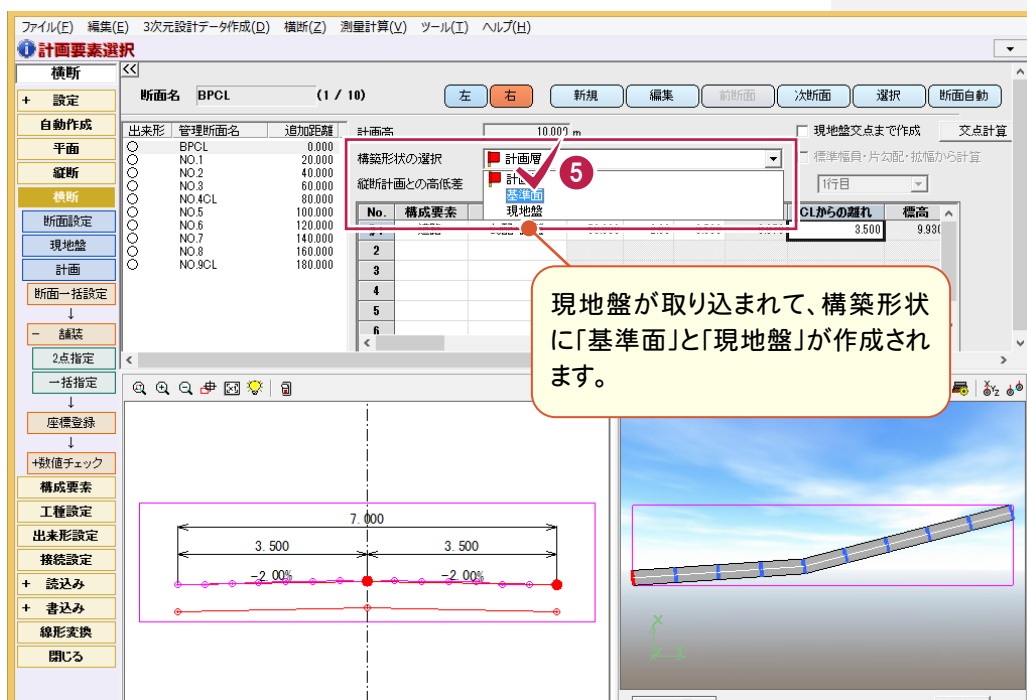 ファイル(F) 編集(E) 3次元設計データ作成(D) 横断(Z) 測量計算(V) ツール(T) ヘルプ(H)
計画要素選択
横断
+ 設定
自動作成
平面
縦断
横断
断面設定
現地盤
計画
断面一括設定
↓
− 舗装
2点指定
一括指定
↓
座標登録
↓
+数値チェック
構成要素
工種設定
出来形設定
接続設定
+ 読込み
+ 書込み
線形変換
閉じる
<<
断面名 BPCL (1 / 10) 左 右 新規 編集 前断面 次断面 選択 断面自動
出来形 管理断面名 追加距離
BPCL 0.000
NO.1 20.000
NO.2 40.000
NO.3 60.000
NO.4CL 80.000
NO.5 100.000
NO.6 120.000
NO.7 140.000
NO.8 160.000
NO.9CL 180.000
計画高 10.000 m
現地盤交点まで作成 交点計算
構築形状の選択 計画層
標準幅員・片勾配・拡幅から計算
縦断計画との高低差
1行目
基準面
現地盤
5
No. 構成要素 CLからの離れ 標高
3.500 9.930
2
3
4
5
6
現地盤が取り込まれて、構築形状
に「基準面」と「現地盤」が作成され
ます。
7.000
3.500 3.500
-2.00% -2.00%
X